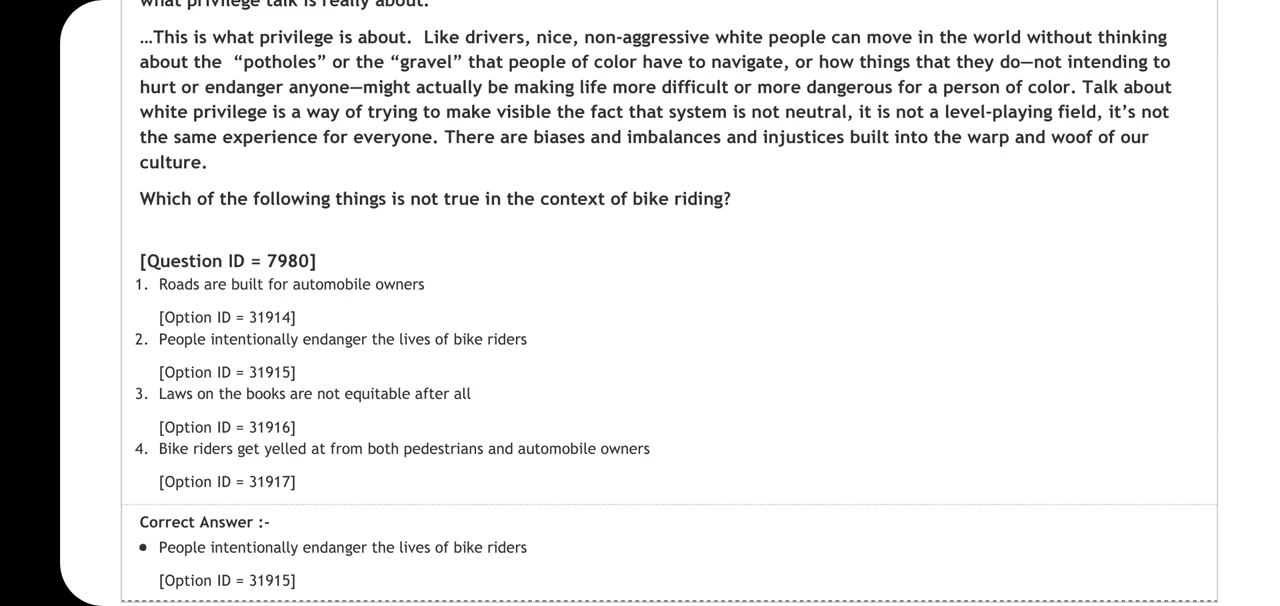 what privilege talk is really about.
…This is what privilege is about.  Like drivers, nice, non-aggressive white people can move in the world without thinking
about the  “potholes” or the “gravel” that people of color have to navigate, or how things that they do—not intending to
hurt or endanger anyone—might actually be making life more difficult or more dangerous for a person of color. Talk about
white privilege is a way of trying to make visible the fact that system is not neutral, it is not a level-playing field, it’s not
the same experience for everyone. There are biases and imbalances and injustices built into the warp and woof of our
culture.
Which of the following things is not true in the context of bike riding?
[Question ID = 7980]
1. Roads are built for automobile owners
[Option ID = 31914]
2. People intentionally endanger the lives of bike riders
[Option ID = 31915]
3. Laws on the books are not equitable after all
[Option ID = 31916]
4. Bike riders get yelled at from both pedestrians and automobile owners
[Option ID = 31917]
Correct Answer :-
• People intentionally endanger the lives of bike riders
[Option ID = 31915]